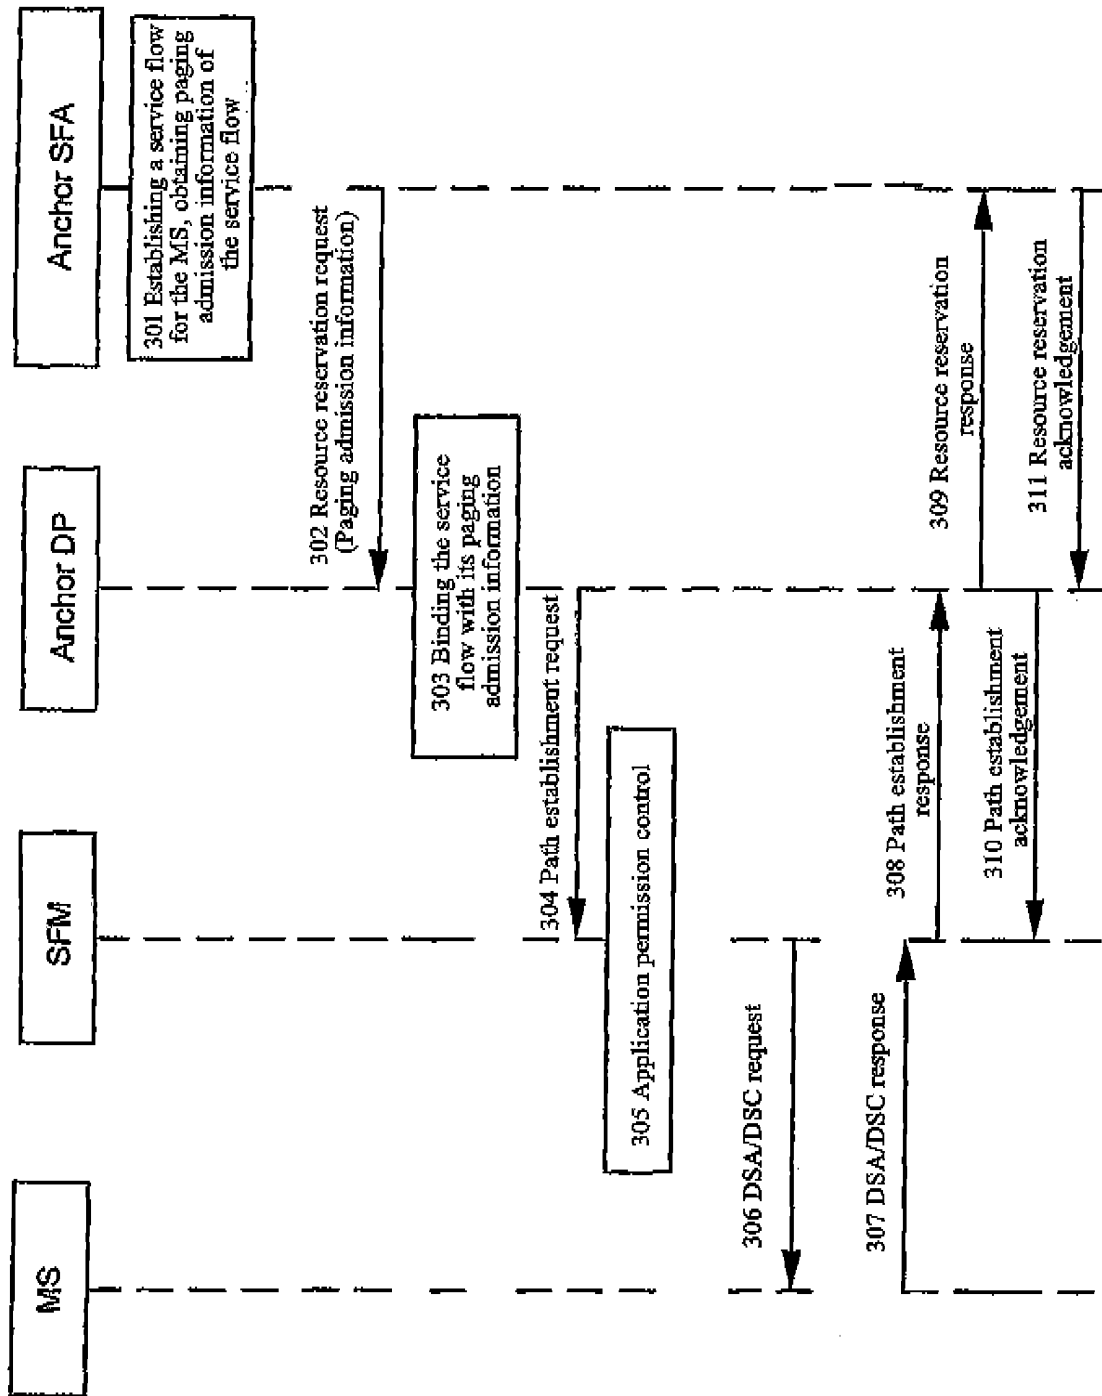 MS
SFM
Anchor DP
Anchor SFA
301 Establishing a service flow
for the MS, obtaining paging
admission information of
the service flow
302 Resource reservation request
(Paging admission information)
303 Binding the service
flow with its paging
admission information
304 Path establishment request
305 Application permission control
306 DSA/DSC request
307 DSA/DSC response
308 Path establishment
response
309 Resource reservation
response
310 Path establishment
acknowledgement
311 Resource reservation
acknowledgement